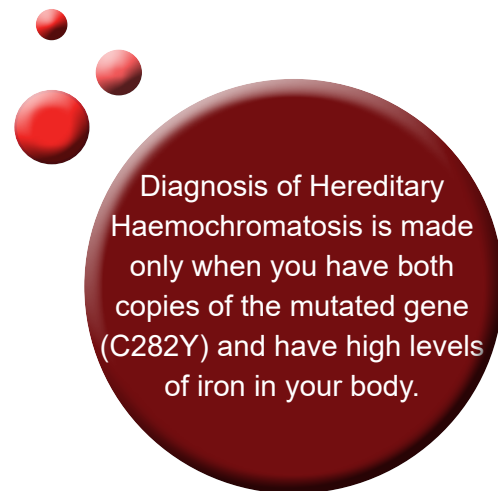 Diagnosis of Hereditary
Haemochromatosis is made
only when you have both
copies of the mutated gene
(C282Y) and have high levels
of iron in your body.